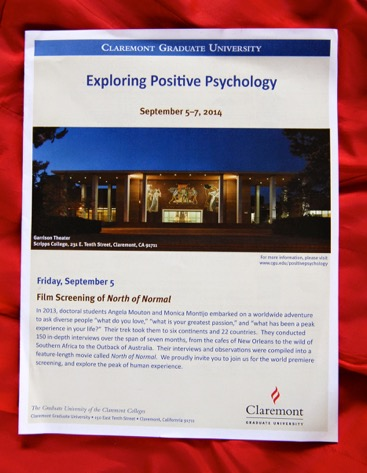 CLAREMONT GRADUATE UNIVERSITY
Exploring Positive Psychology
September 5–7, 2014
Garrison Theater
Scripps College, 231 E. Tenth Street, Claremont, CA 91711
For more information, please visit
www.cgu.edu/positivepsychology
Friday, September 5
Film Screening of North of Normal
In 2013, doctoral students Angela Mouton and Monica Montijo embarked on a worldwide adventure
to ask diverse people "what do you love," "what is your greatest passion," and "what has been a peak
experience in your life?" Their trek took them to six continents and 22 countries. They conducted
150 in-depth interviews over the span of seven months, from the cafes of New Orleans to the wild of
Southern Africa to the Outback of Australia. Their interviews and observations were compiled into a
feature-length movie called North of Normal. We proudly invite you to join us for the world premiere
screening, and explore the peak of human experience.
The Graduate University of the Claremont Colleges
Claremont Graduate University • 150 East Tenth Street • Claremont, California 91711
Claremont
GRADUATE UNIVERSITY